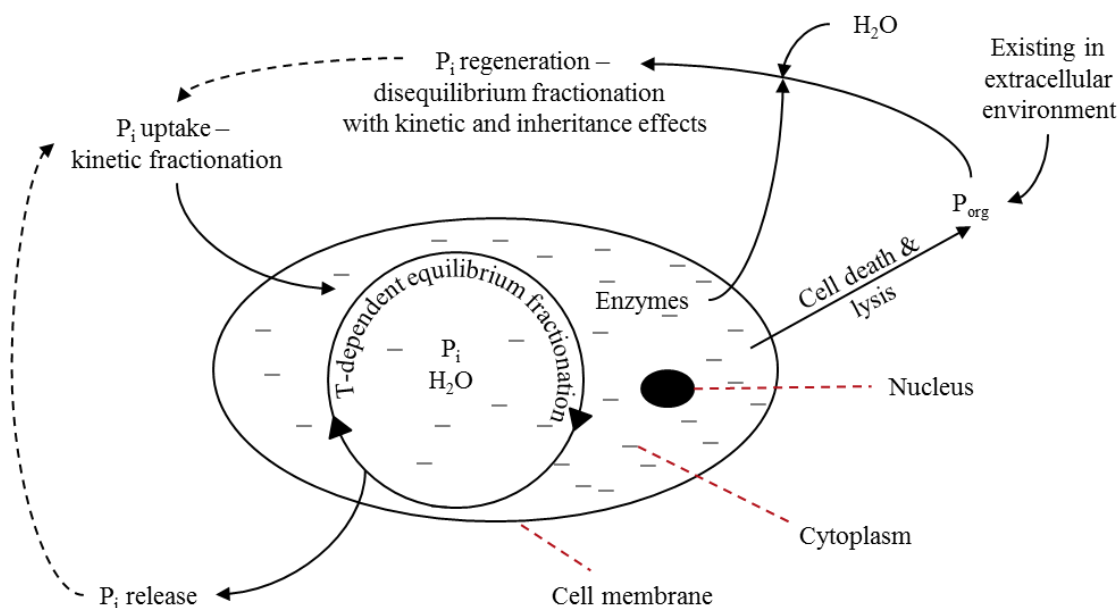 H₂O
Existing in
extracellular
environment
Pᵢ regeneration –
disequilibrium fractionation
with kinetic and inheritance effects
Pᵢ uptake –
kinetic fractionation
Porg
Cell death &
lysis
T-dependent equilibrium fractionation
Enzymes
Pᵢ
H₂O
Nucleus
Cytoplasm
Cell membrane
Pᵢ release